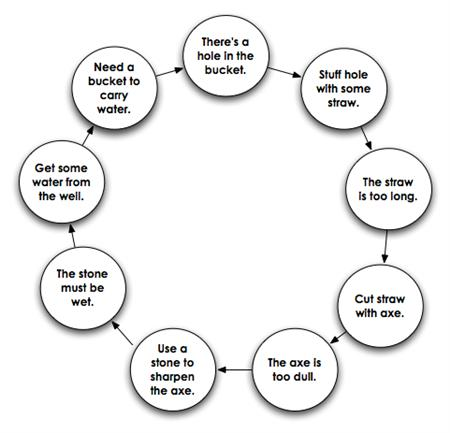 There's a
hole in the
bucket.
Stuff hole
with some
straw.
The straw
is too long.
Cut straw
with axe.
The axe is
too dull.
Use a
stone to
sharpen
the axe.
The stone
must be
wet.
Get some
water from
the well.
Need a
bucket to
carry
water.